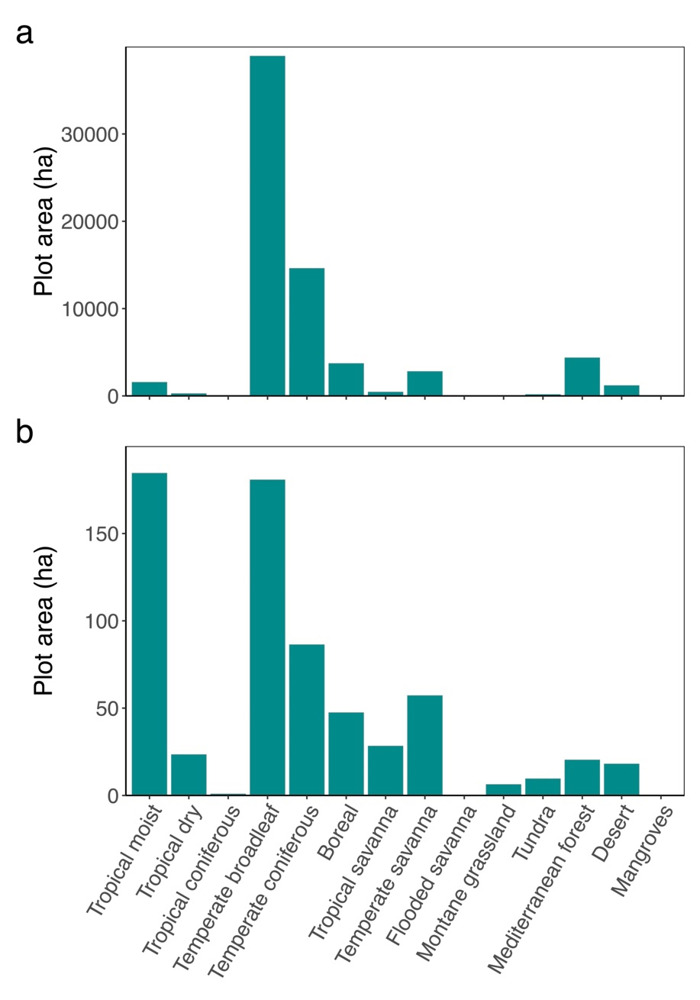 a
Plot area (ha)
30000
20000
10000
0
b
Plot area (ha)
150
100
50
0
Tropical moist
Tropical dry
Tropical coniferous
Temperate broadleaf
Temperate coniferous
Boreal
Tropical savanna
Temperate savanna
Flooded savanna
Montane grassland
Tundra
Mediterranean forest
Desert
Mangroves